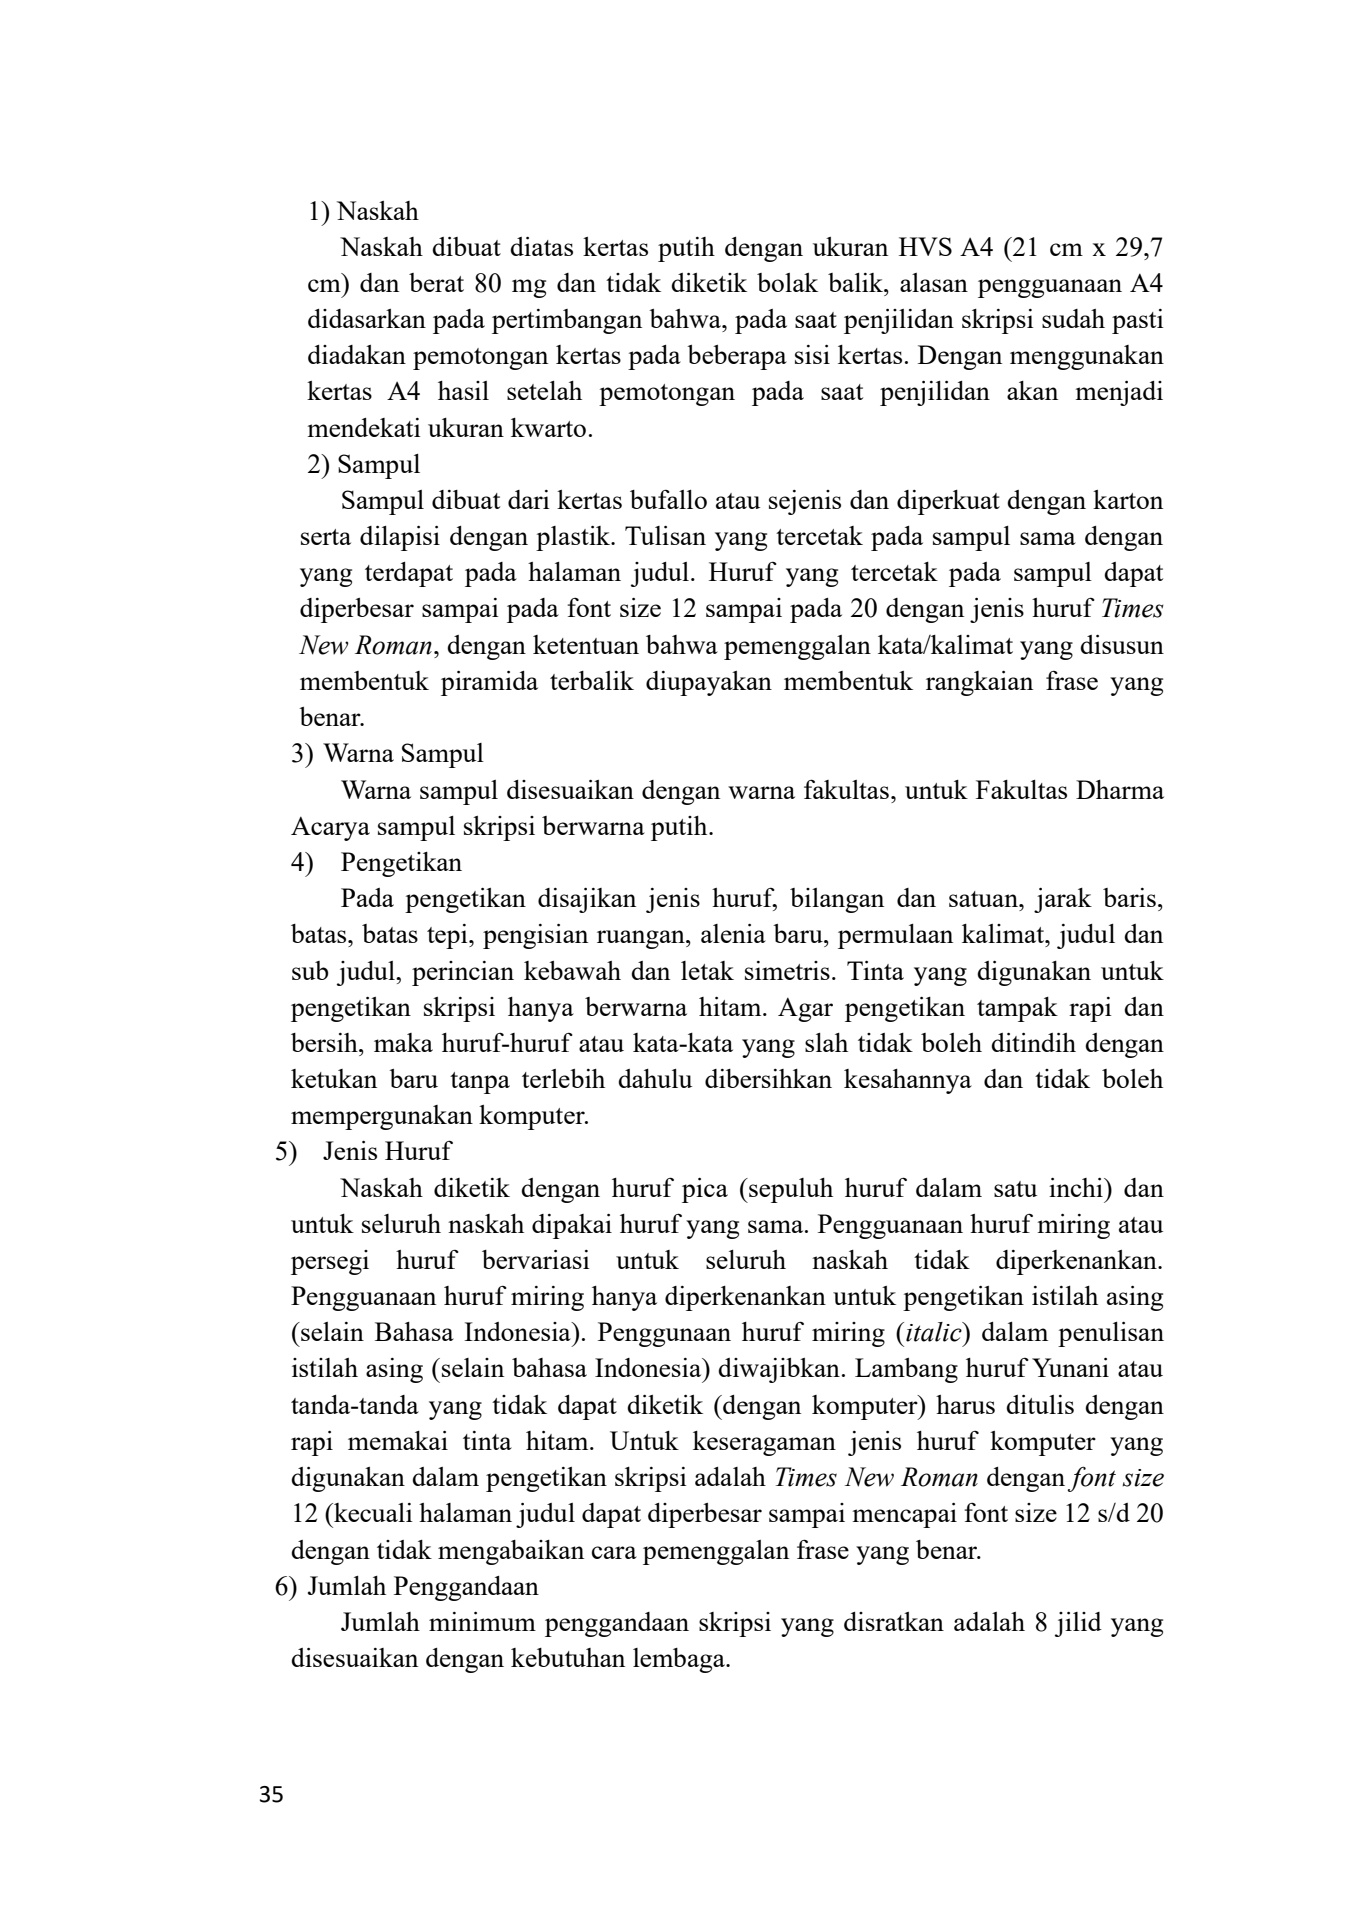 1) Naskah
Naskah dibuat diatas kertas putih dengan ukuran HVS A4 (21 cm x 29,7
cm) dan berat 80 mg dan tidak diketik bolak balik, alasan pengguanaan A4
didasarkan pada pertimbangan bahwa, pada saat penjilidan skripsi sudah pasti
diadakan pemotongan kertas pada beberapa sisi kertas. Dengan menggunakan
kertas A4 hasil setelah pemotongan pada saat penjilidan akan menjadi
mendekati ukuran kwarto.
2) Sampul
Sampul dibuat dari kertas bufallo atau sejenis dan diperkuat dengan karton
serta dilapisi dengan plastik. Tulisan yang tercetak pada sampul sama dengan
yang terdapat pada halaman judul. Huruf yang tercetak pada sampul dapat
diperbesar sampai pada font size 12 sampai pada 20 dengan jenis huruf Times
New Roman, dengan ketentuan bahwa pemenggalan kata/kalimat yang disusun
membentuk piramida terbalik diupayakan membentuk rangkaian frase yang
benar.
3) Warna Sampul
Warna sampul disesuaikan dengan warna fakultas, untuk Fakultas Dharma
Acarya sampul skripsi berwarna putih.
4) Pengetikan
Pada pengetikan disajikan jenis huruf, bilangan dan satuan, jarak baris,
batas, batas tepi, pengisian ruangan, alenia baru, permulaan kalimat, judul dan
sub judul, perincian kebawah dan letak simetris. Tinta yang digunakan untuk
pengetikan skripsi hanya berwarna hitam. Agar pengetikan tampak rapi dan
bersih, maka huruf-huruf atau kata-kata yang slah tidak boleh ditindih dengan
ketukan baru tanpa terlebih dahulu dibersihkan kesahannya dan tidak boleh
mempergunakan komputer.
5) Jenis Huruf
Naskah diketik dengan huruf pica (sepuluh huruf dalam satu inchi) dan
untuk seluruh naskah dipakai huruf yang sama. Pengguanaan huruf miring atau
persegi huruf bervariasi untuk seluruh naskah tidak diperkenankan.
Pengguanaan huruf miring hanya diperkenankan untuk pengetikan istilah asing
(selain Bahasa Indonesia). Penggunaan huruf miring (italic) dalam penulisan
istilah asing (selain bahasa Indonesia) diwajibkan. Lambang huruf Yunani atau
tanda-tanda yang tidak dapat diketik (dengan komputer) harus ditulis dengan
rapi memakai tinta hitam. Untuk keseragaman jenis huruf komputer yang
digunakan dalam pengetikan skripsi adalah Times New Roman dengan font size
12 (kecuali halaman judul dapat diperbesar sampai mencapai font size 12 s/d 20
dengan tidak mengabaikan cara pemenggalan frase yang benar.
6) Jumlah Penggandaan
Jumlah minimum penggandaan skripsi yang disratkan adalah 8 jilid yang
disesuaikan dengan kebutuhan lembaga.
35